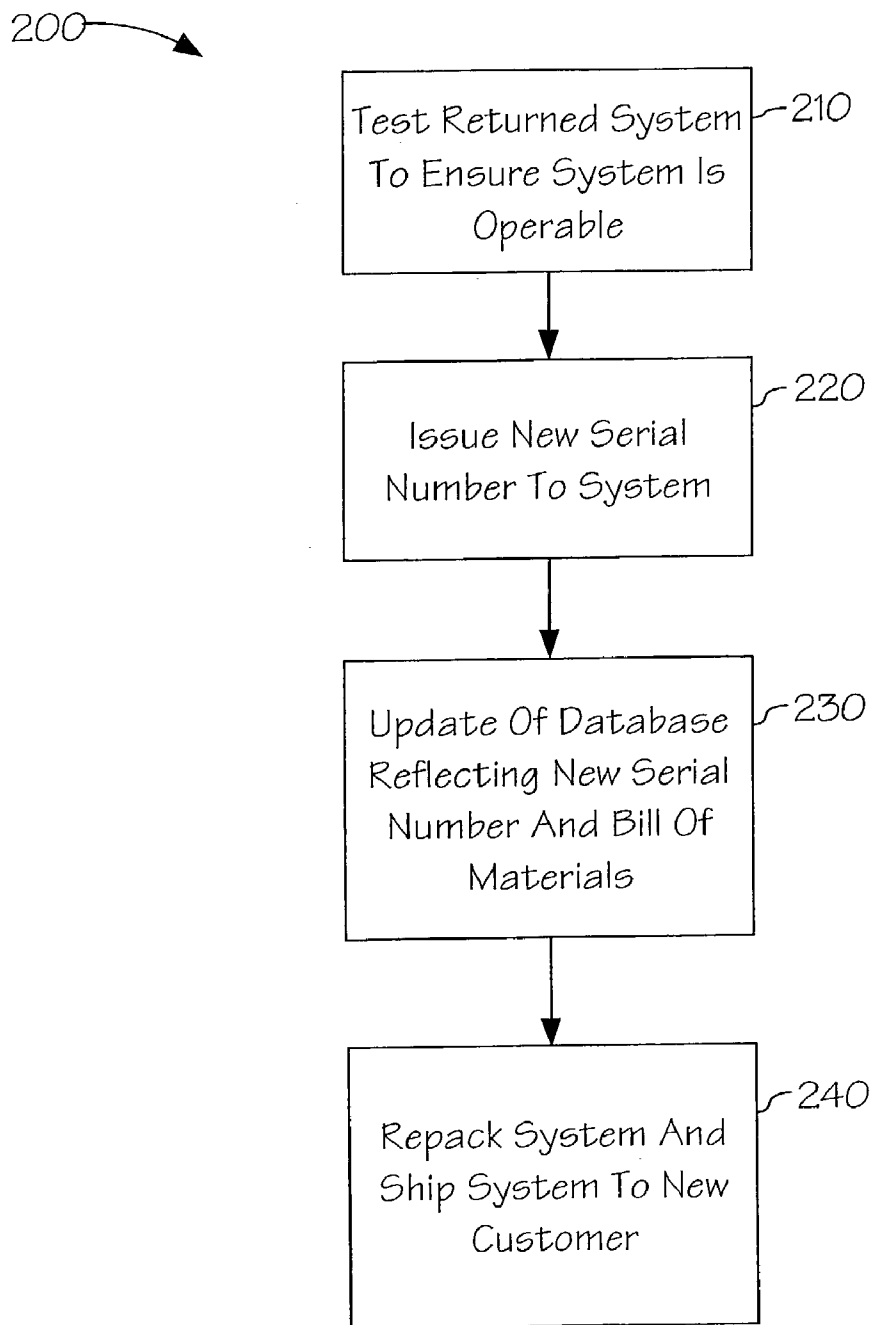 200
Test Returned System
To Ensure System Is
Operable
210
Issue New Serial
Number To System
220
Update Of Database
Reflecting New Serial
Number And Bill Of
Materials
230
Repack System And
Ship System To New
Customer
240